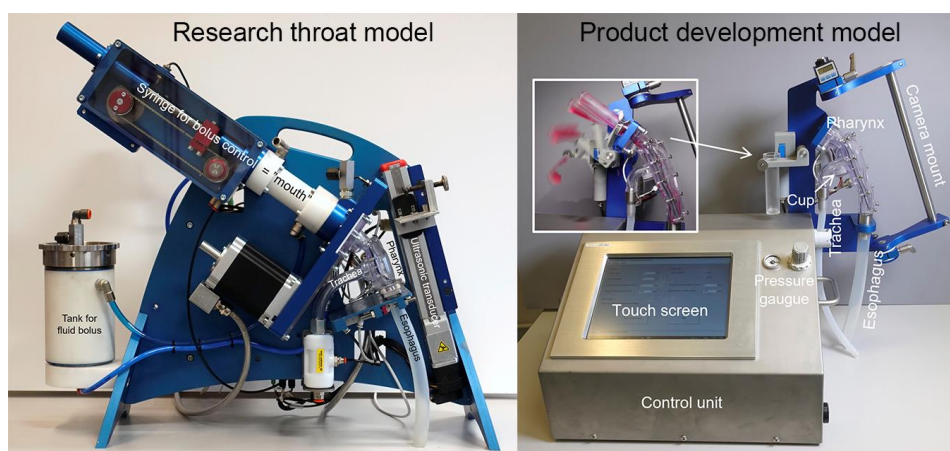 Research throat model
Syringe for bolus control
= "mouth"
Tank for
fluid bolus
Trachea
Pharynx
Esophagus
Ultrasonic transducer
Product development model
Camera mount
Pharynx
Cup
Trachea
Esophagus
Pressure
gaugue
Touch screen
Control unit